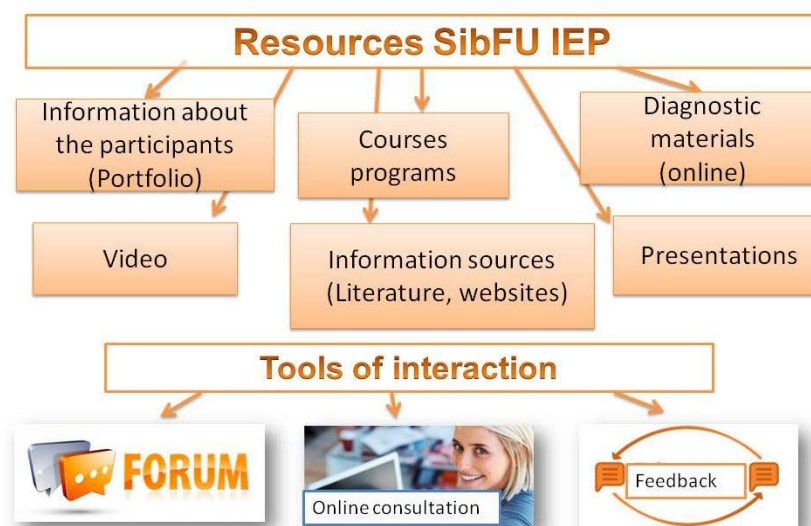 Resources SibFU IEP
Information about
the participants
(Portfolio)
Courses
programs
Diagnostic
materials
(online)
Video
Information sources
(Literature, websites)
Presentations
Tools of interaction
FORUM
Online consultation
Feedback